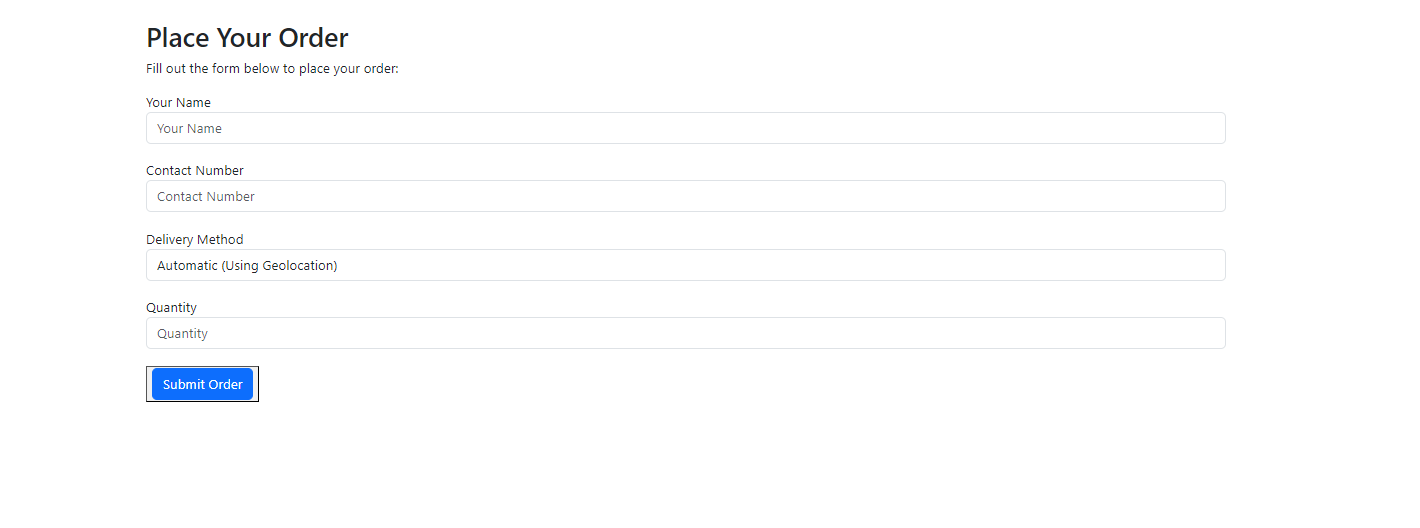 Place Your Order
Fill out the form below to place your order:
Your Name
Your Name
Contact Number
Contact Number
Delivery Method
Automatic (Using Geolocation)
Quantity
Quantity
Submit Order